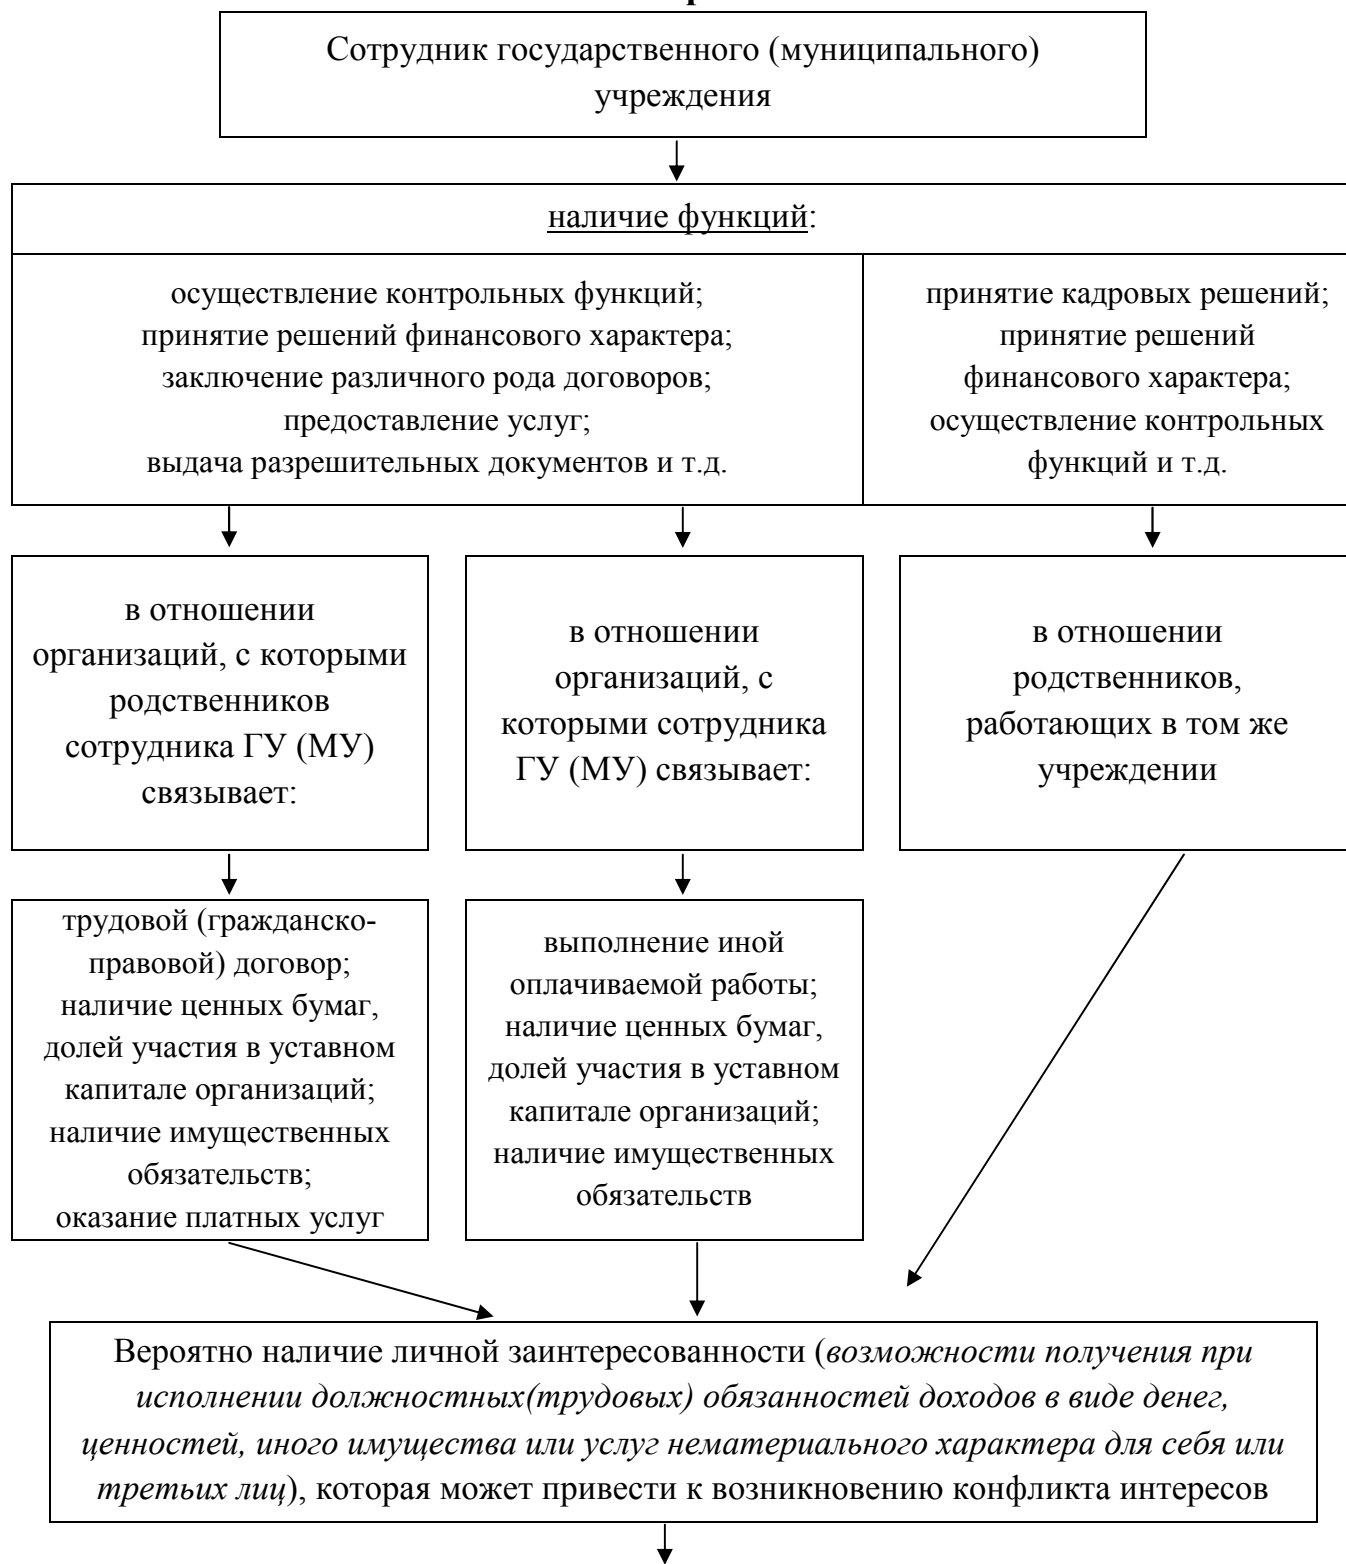 Сотрудник государственного (муниципального)
учреждения
наличие функций:
осуществление контрольных функций;
принятие решений финансового характера;
заключение различного рода договоров;
предоставление услуг;
выдача разрешительных документов и т.д.
принятие кадровых решений;
принятие решений
финансового характера;
осуществление контрольных
функций и т.д.
в отношении
организаций, с которыми
родственников
сотрудника ГУ (МУ)
связывает:
в отношении
организаций, с
которыми сотрудника
ГУ (МУ) связывает:
в отношении
родственников,
работающих в том же
учреждении
трудовой (гражданско-
правовой) договор;
наличие ценных бумаг,
долей участия в уставном
капитале организаций;
наличие имущественных
обязательств;
оказание платных услуг
выполнение иной
оплачиваемой работы;
наличие ценных бумаг,
долей участия в уставном
капитале организаций;
наличие имущественных
обязательств
Вероятно наличие личной заинтересованности (возможности получения при
исполнении должностных(трудовых) обязанностей доходов в виде денег,
ценностей, иного имущества или услуг нематериального характера для себя или
третьих лиц), которая может привести к возникновению конфликта интересов